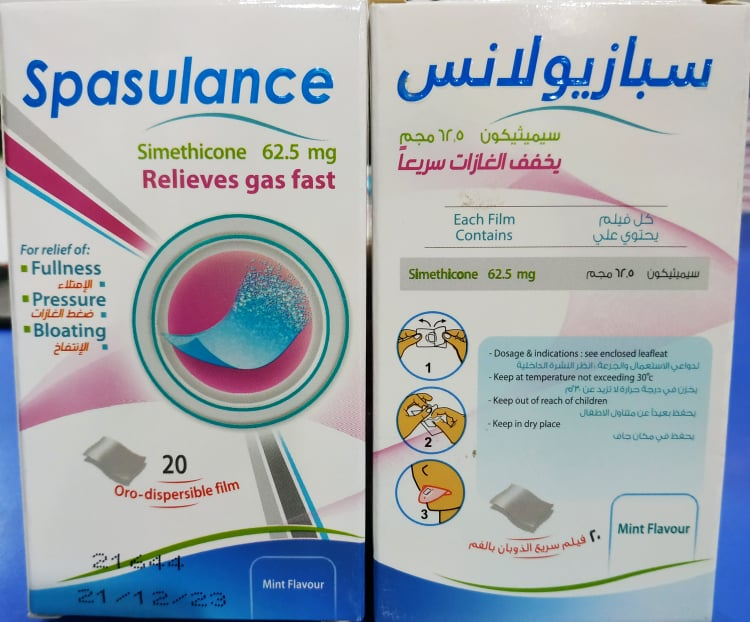 Spasulance
Simethicone 62.5 mg
Relieves gas fast
For relief of:
Fullness
الإمتلاء
Pressure
ضغط الغازات
Bloating
الإنتفاخ
20
Oro-dispersible film
21644
21/12/23
Mint Flavour
سبازيولانس
سيميثيكون ٦٢,٥ مجم
يخفف الغازات سريعاً
Each Film
Contains
كل فيلم
يحتوي علي
Simethicone 62.5 mg
سيميثيكون ٦٢,٥ مجم
1
2
3
- Dosage & indications : see enclosed leafleat
لدواعي الاستعمال والجرعة : انظر النشرة الداخلية
- Keep at temperature not exceeding 30°c
يخزن في درجة حرارة لا تزيد عن ٣٠°م
- Keep out of reach of children
يحفظ بعيداً عن متناول الاطفال
- Keep in dry place
يحفظ في مكان جاف
٢٠ فيلم سريع الذوبان بالفم
Mint Flavour